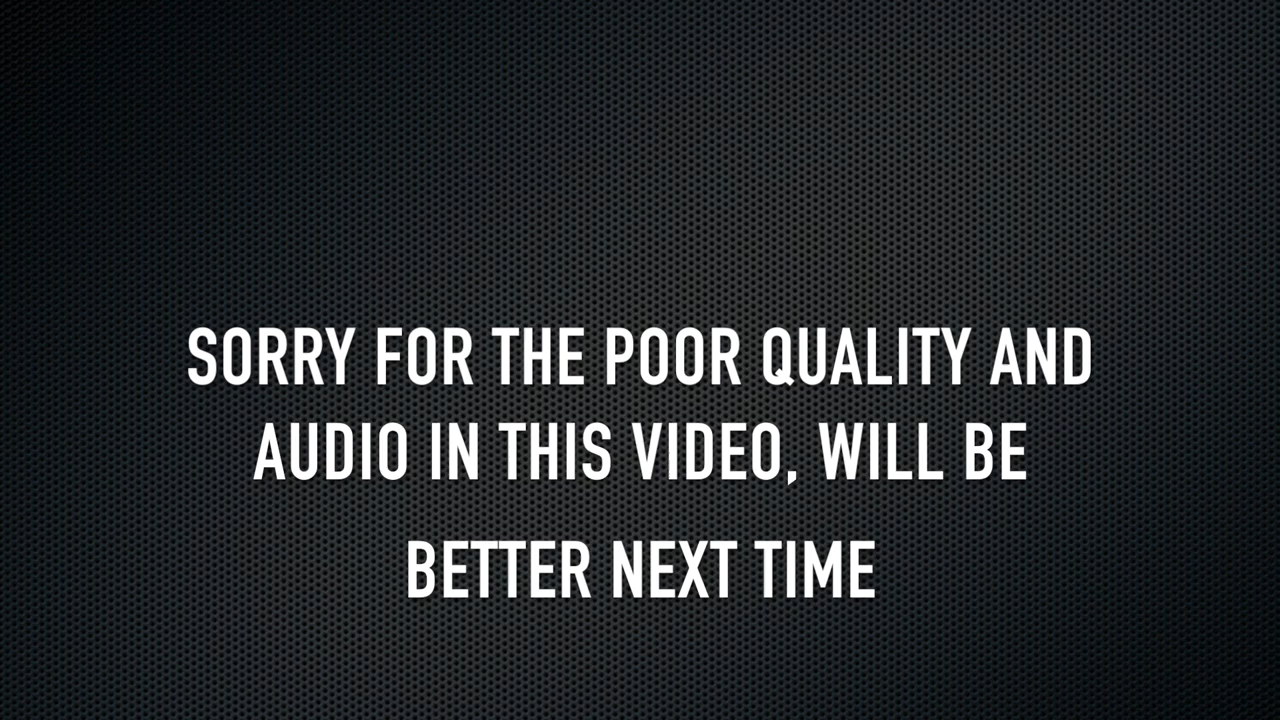 SORRY FOR THE POOR QUALITY AND
AUDIO IN THIS VIDEO, WILL BE
BETTER NEXT TIME